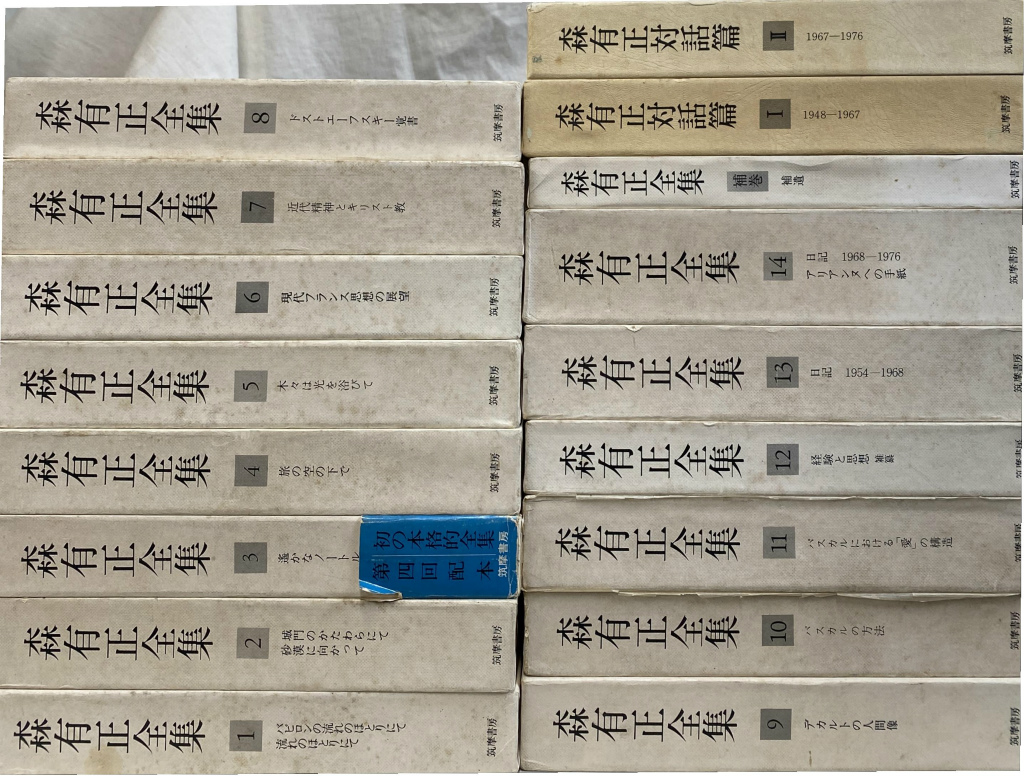 森有正全集 8 ドストエーフスキー覚書 筑摩書房
森有正全集 7 近代精神とキリスト教 筑摩書房
森有正全集 6 現代フランス思想の展望 筑摩書房
森有正全集 5 木々は光を浴びて 筑摩書房
森有正全集 4 旅の空の下で 筑摩書房
森有正全集 3 遙かなノートル
初の本格的全集
第四回配本
筑摩書房
森有正全集 2 城門のかたわらにて
砂漠に向かって
筑摩書房
森有正全集 1 バビロンの流れのほとりにて
流れのほとりにて
筑摩書房
森有正対話篇 II 1967—1976 筑摩書房
森有正対話篇 I 1948—1967 筑摩書房
森有正全集 補巻 補遺 筑摩書房
森有正全集 14 日記 1968—1976
アリアンヌへの手紙
筑摩書房
森有正全集 13 日記 1954—1968 筑摩書房
森有正全集 12 経験と思想 補纂 筑摩書房
森有正全集 11 パスカルにおける「愛」の構造 筑摩書房
森有正全集 10 パスカルの方法 筑摩書房
森有正全集 9 デカルトの人間像 筑摩書房